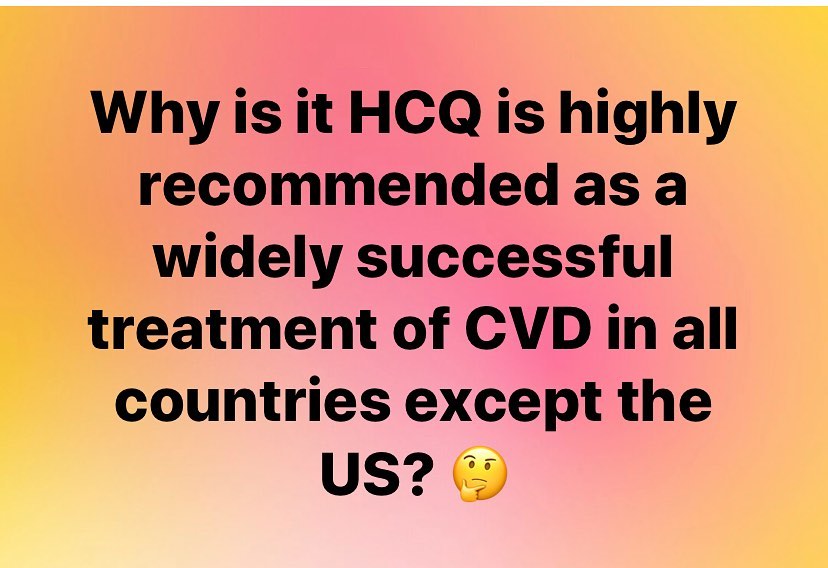 Why is it HCQ is highly
recommended as a
widely successful
treatment of CVD in all
countries except the
US? 🤔